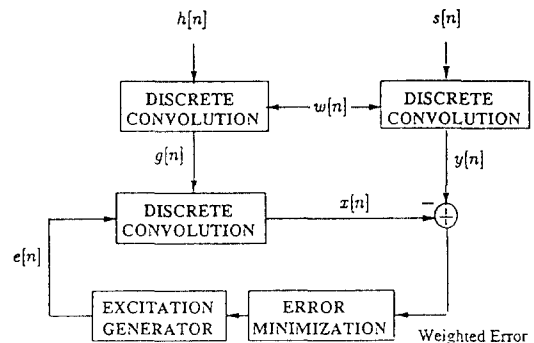 h[n]
s[n]
DISCRETE
CONVOLUTION
w[n]
DISCRETE
CONVOLUTION
g[n]
y[n]
DISCRETE
CONVOLUTION
x[n]
−
+
e[n]
EXCITATION
GENERATOR
ERROR
MINIMIZATION
Weighted Error